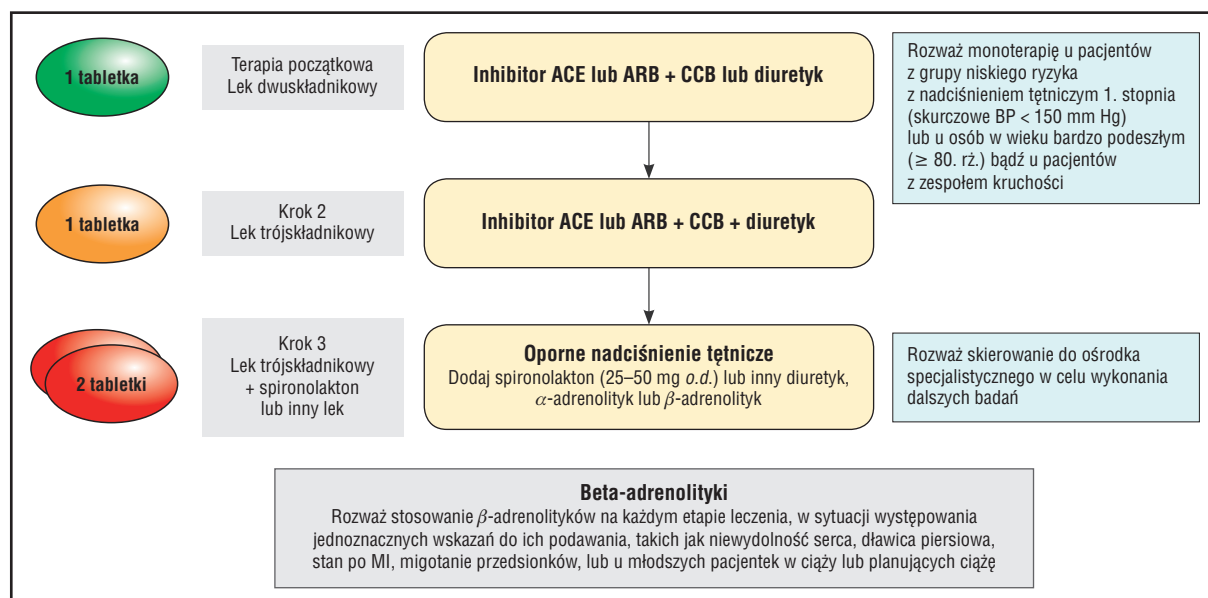 1 tabletka
Terapia początkowa
Lek dwuskładnikowy
Inhibitor ACE lub ARB + CCB lub diuretyk
Rozważ monoterapię u pacjentów
z grupy niskiego ryzyka
z nadciśnieniem tętniczym 1. stopnia
(skurczowe BP < 150 mm Hg)
lub u osób w wieku bardzo podeszłym
(≥ 80. rż.) bądź u pacjentów
z zespołem kruchości
1 tabletka
Krok 2
Lek trójskładnikowy
Inhibitor ACE lub ARB + CCB + diuretyk
2 tabletki
Krok 3
Lek trójskładnikowy
+ spironolakton
lub inny lek
Oporne nadciśnienie tętnicze
Dodaj spironolakton (25–50 mg o.d.) lub inny diuretyk,
α-adrenolityk lub β-adrenolityk
Rozważ skierowanie do ośrodka
specjalistycznego w celu wykonania
dalszych badań
Beta-adrenolityki
Rozważ stosowanie β-adrenolityków na każdym etapie leczenia, w sytuacji występowania
jednoznacznych wskazań do ich podawania, takich jak niewydolność serca, dławica piersiowa,
stan po MI, migotanie przedsionków, lub u młodszych pacjentek w ciąży lub planujących ciążę